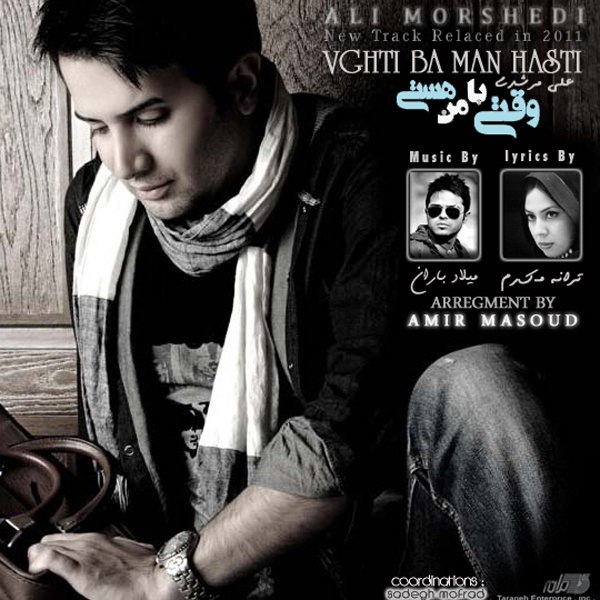 ALI MORSHEDI
New Track Relaced in 2011
VGHTI BA MAN HASTI
علی مرشدی
وقتی با من هستی
Music By
lyrics By
میلاد باران
ترانه مکرم
ARREGMENT BY
AMIR MASOUD
coordinations :
sadegh mofrad
Taraneh Enterprice , inc.